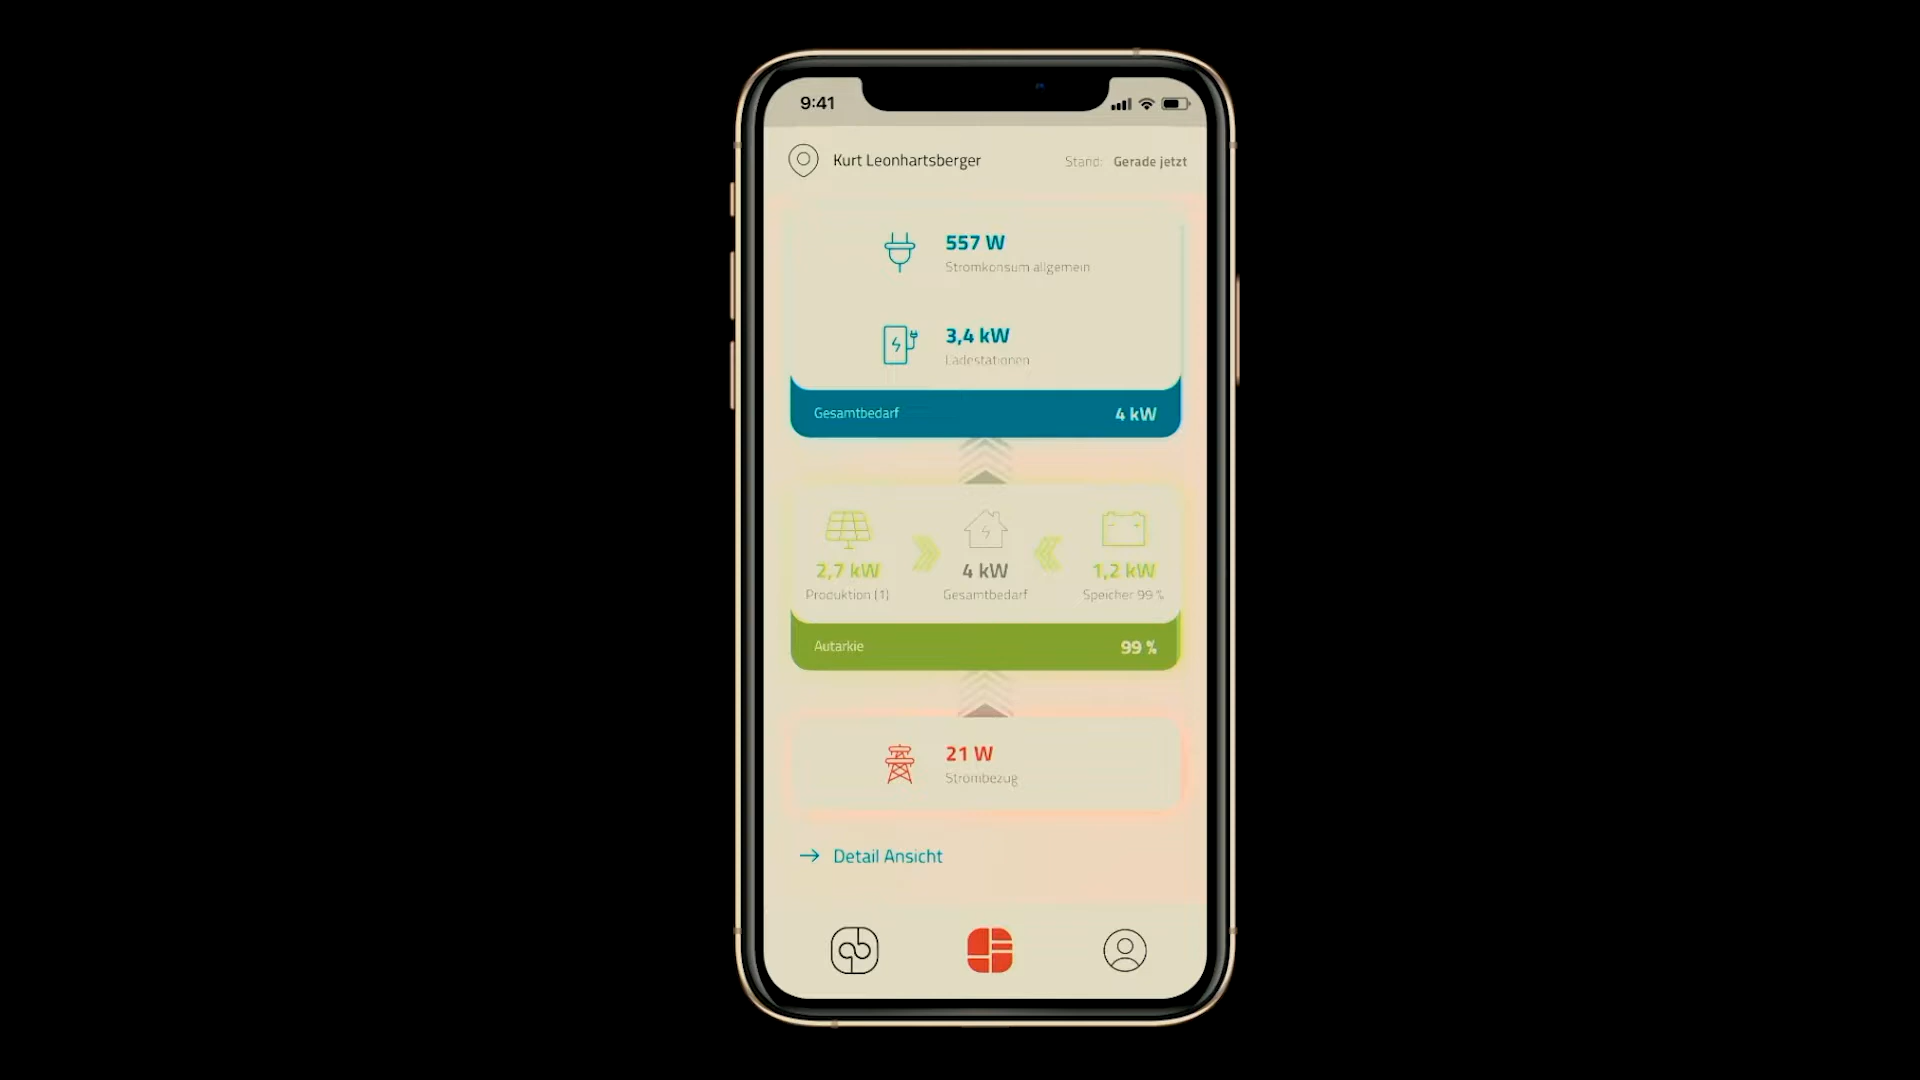 9:41
Kurt Leonhartsberger
Stand: Gerade jetzt
557 W
Stromkonsum allgemein
3,4 kW
Ladestationen
Gesamtbedarf 4 kW
2,7 kW 4 kW 1,2 kW
Produktion (1) Gesamtbedarf Speicher 99 %
Autarkie 99 %
21 W
Strombezug
→ Detail Ansicht